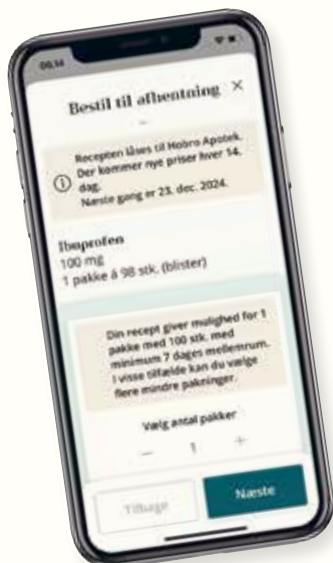 09.14
Bestil til afhentning
Recepten låses til Hobro Apotek.
Der kommer nye priser hver 14.
dag.
Næste gang er 23. dec. 2024.
Ibuprofen
100 mg
1 pakke á 98 stk. (blister)
Din recept giver mulighed for 1
pakke med 100 stk. med
minimum 7 dages mellemrum.
I visse tilfælde kan du vælge
flere mindre pakninger.
Vælg antal pakker
1
Tilbage
Næste